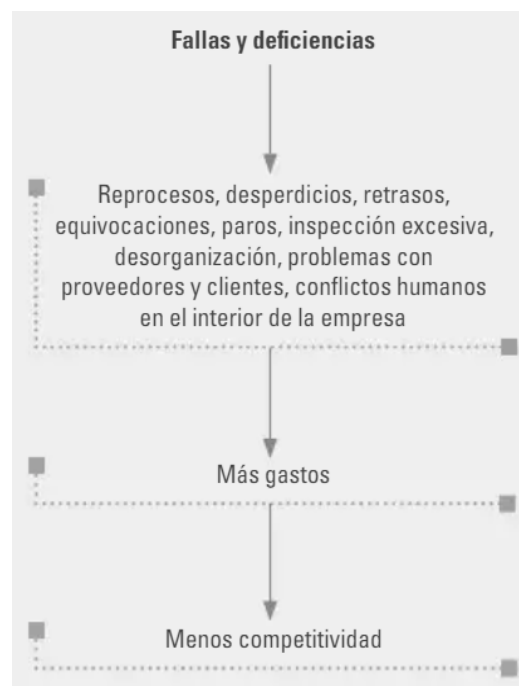 Fallas y deficiencias
Reprocesos, desperdicios, retrasos,
equivocaciones, paros, inspección excesiva,
desorganización, problemas con
proveedores y clientes, conflictos humanos
en el interior de la empresa
Más gastos
Menos competitividad